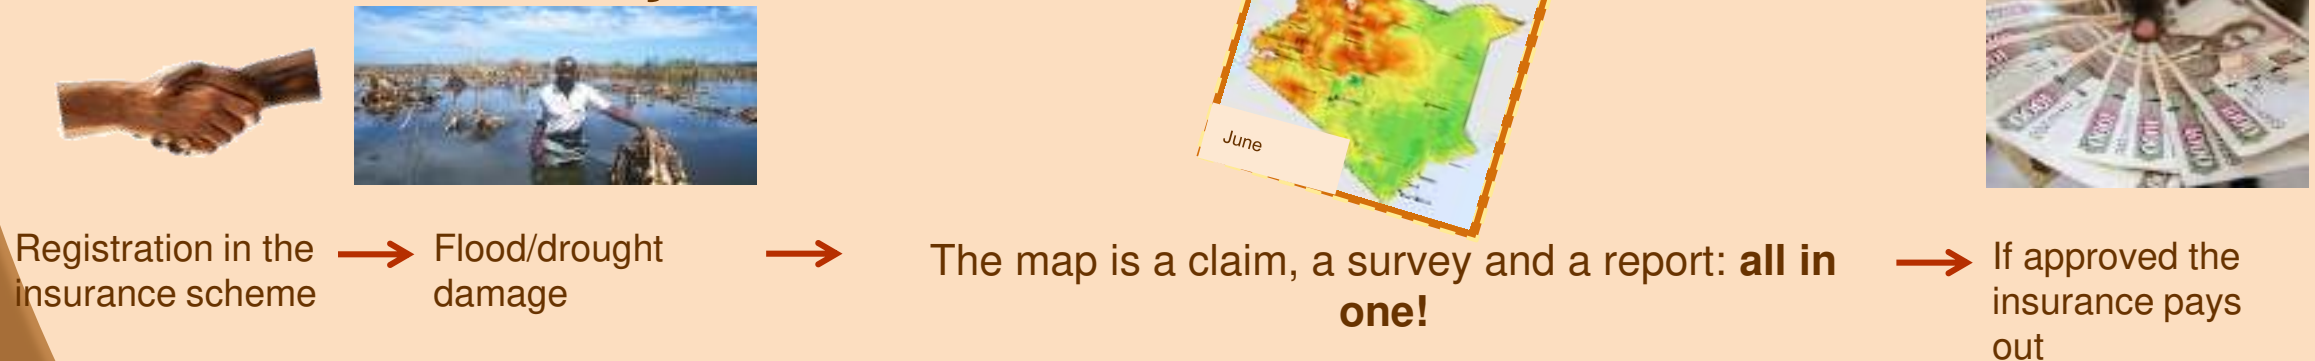 June
Registration in the
insurance scheme
Flood/drought
damage
The map is a claim, a survey and a report: all in
one!
If approved the
insurance pays
out